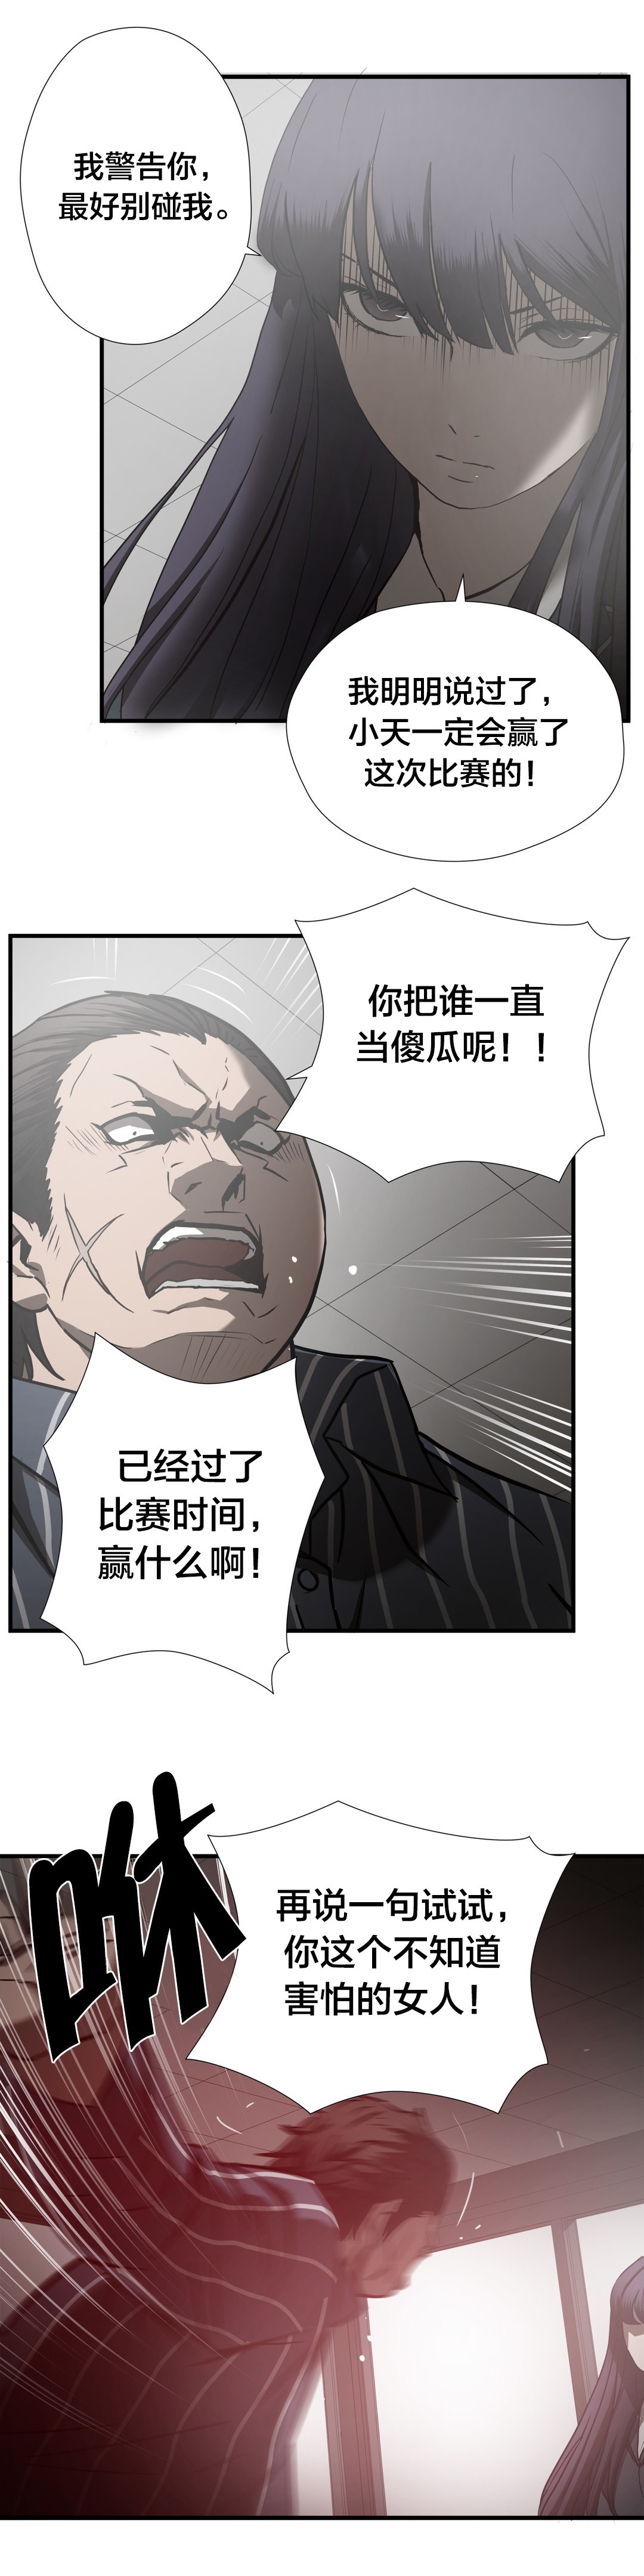 我警告你，
最好别碰我。
我明明说过了，
小天一定会赢了
这次比赛的！
你把谁一直
当傻瓜呢！！
已经过了
比赛时间，
赢什么啊！
咻
再说一句试试，
你这个不知道
害怕的女人！